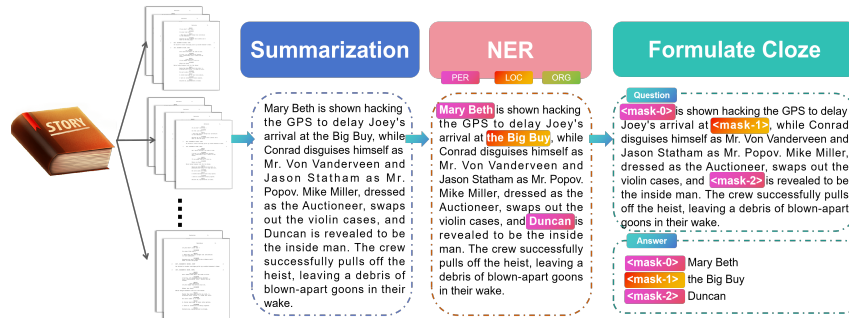 STORY
Summarization
Mary Beth is shown hacking
the GPS to delay Joey's
arrival at the Big Buy, while
Conrad disguises himself as
Mr. Von Vanderveen and
Jason Statham as Mr.
Popov. Mike Miller, dressed
as the Auctioneer, swaps
out the violin cases, and
Duncan is revealed to be
the inside man. The crew
successfully pulls off the
heist, leaving a debris of
blown-apart goons in their
wake.
NER
PER LOC ORG
Mary Beth is shown hacking
the GPS to delay Joey's
arrival at the Big Buy, while
Conrad disguises himself as
Mr. Von Vanderveen and
Jason Statham as Mr. Popov.
Mike Miller, dressed as the
Auctioneer, swaps out the
violin cases, and Duncan is
revealed to be the inside
man. The crew successfully
pulls off the heist, leaving a
debris of blown-apart goons
in their wake.
Formulate Cloze
Question
<mask-0> is shown hacking the GPS to delay
Joey's arrival at <mask-1>, while Conrad
disguises himself as Mr. Von Vanderveen and
Jason Statham as Mr. Popov. Mike Miller,
dressed as the Auctioneer, swaps out the
violin cases, and <mask-2> is revealed to be
the inside man. The crew successfully pulls
off the heist, leaving a debris of blown-apart
goons in their wake.
Answer
<mask-0> Mary Beth
<mask-1> the Big Buy
<mask-2> Duncan